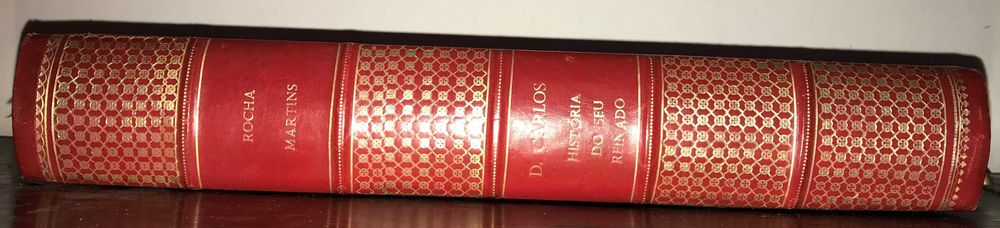 ROCHA
MARTINS
D. CARLOS
HISTORIA
DO SEU
REINADO